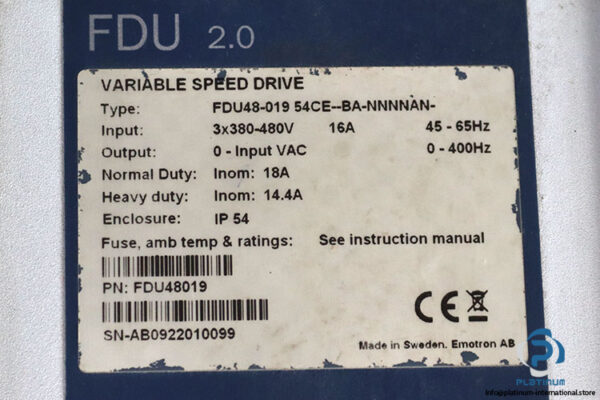 FDU 2.0
VARIABLE SPEED DRIVE
Type: FDU48-019 54CE--BA-NNNNAN-
Input: 3x380-480V 16A 45 - 65Hz
Output: 0 - Input VAC 0 - 400Hz
Normal Duty: Inom: 18A
Heavy duty: Inom: 14.4A
Enclosure: IP 54
Fuse, amb temp & ratings: See instruction manual
PN: FDU48019
CE
SN-AB0922010099
Made in Sweden. Emotron AB
PLATINUM
info@platinum-international.store